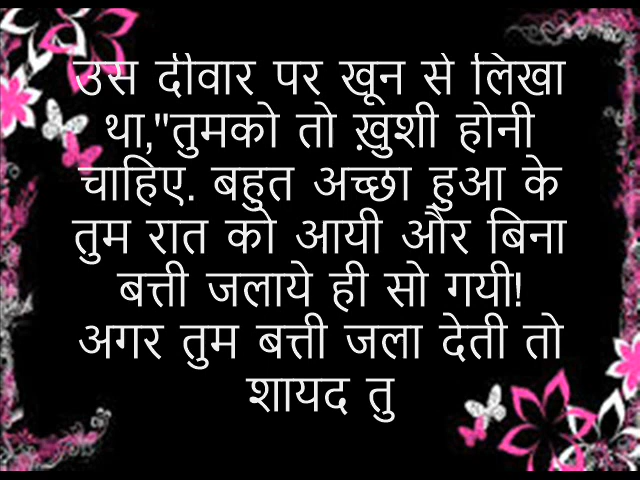 उस दीवार पर खून से लिखा
था,"तुमको तो ख़ुशी होनी
चाहिए. बहुत अच्छा हुआ के
तुम रात को आयी और बिना
बत्ती जलाये ही सो गयी!
अगर तुम बत्ती जला देती तो
शायद तु